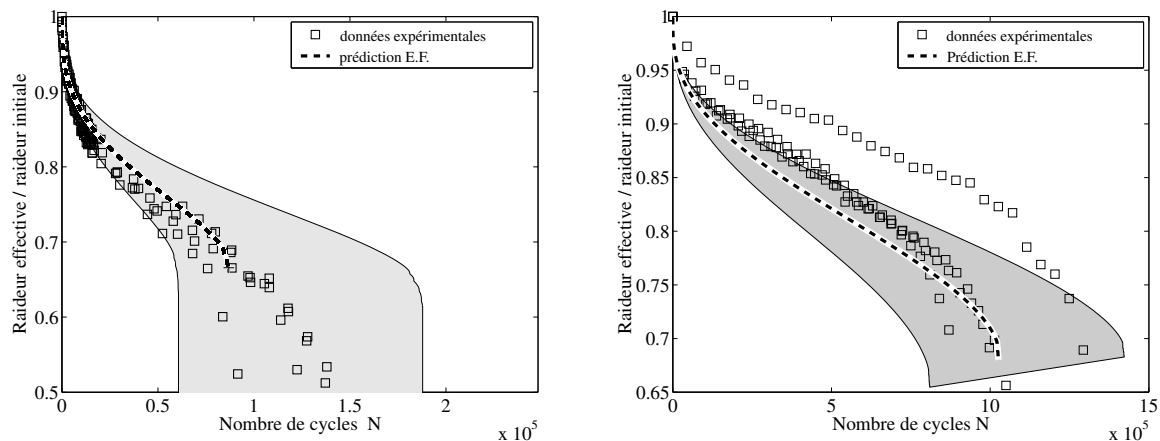 1
0.9
0.8
0.7
0.6
0.5
Raideur effective / raideur initiale
données expérimentales
prédiction E.F.
0
0.5
1
1.5
2
Nombre de cycles N
x 10^5
1
0.95
0.9
0.85
0.8
0.75
0.7
0.65
Raideur effective / raideur initiale
données expérimentales
Prédiction E.F.
0
5
10
15
Nombre de cycles N
x 10^5